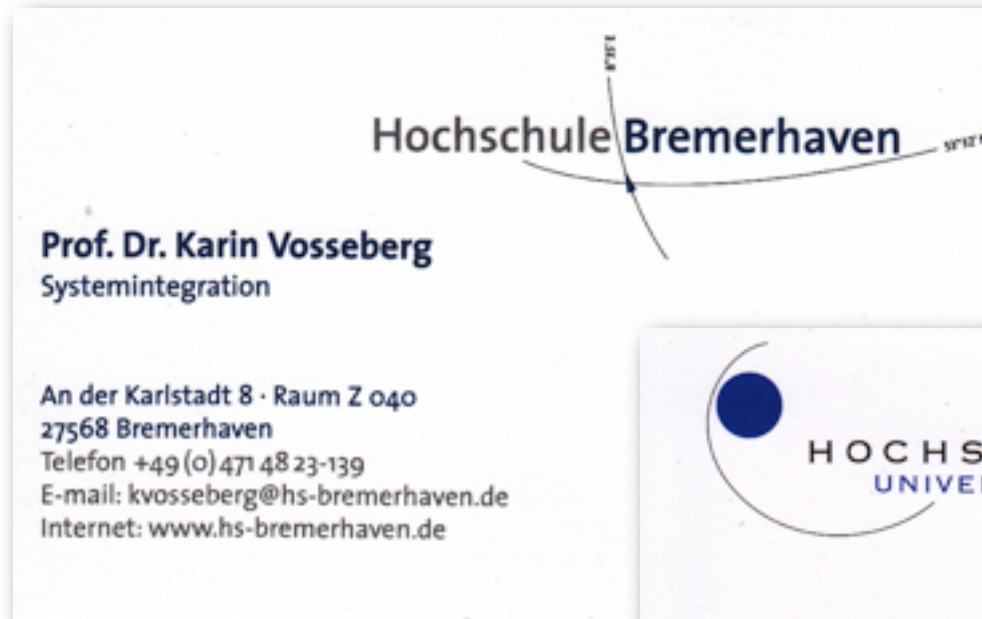 Hochschule Bremerhaven
Prof. Dr. Karin Vosseberg
Systemintegration
An der Karlstadt 8 · Raum Z 040
27568 Bremerhaven
Telefon +49 (0) 471 48 23-139
E-mail: kvosseberg@hs-bremerhaven.de
Internet: www.hs-bremerhaven.de
HOCHS
UNIVE